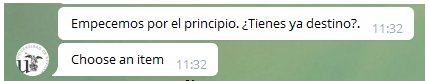 Empecemos por el principio. ¿Tienes ya destino?.
11:32
Choose an item
11:32